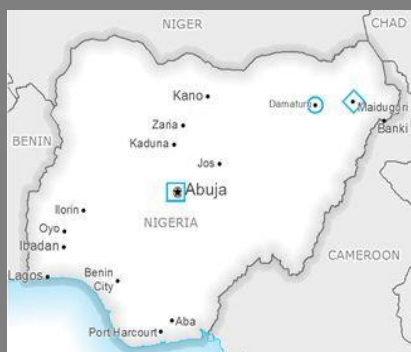 NIGER
CHAD
Kano
Damaturu
Maiduguri
Banki
Zaria
Kaduna
BENIN
Jos
Abuja
Ilorin
NIGERIA
Oyo
Ibadan
CAMEROON
Lagos
Benin
City
Aba
Port Harcourt